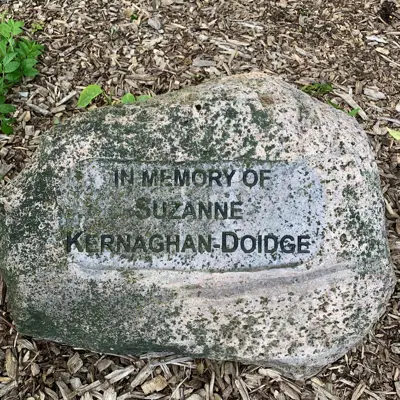 IN MEMORY OF
SUZANNE
KERNAGHAN-DOIDGE